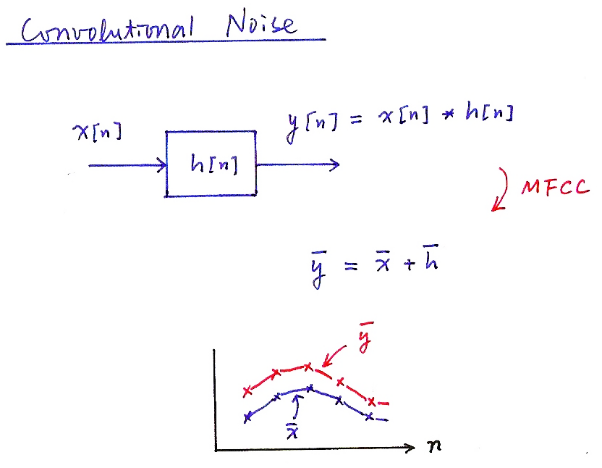 Convolutional Noise
x[n]
h[n]
y[n] = x[n] * h[n]
MFCC
y̅ = x̅ + h̅
y̅
x̅
n